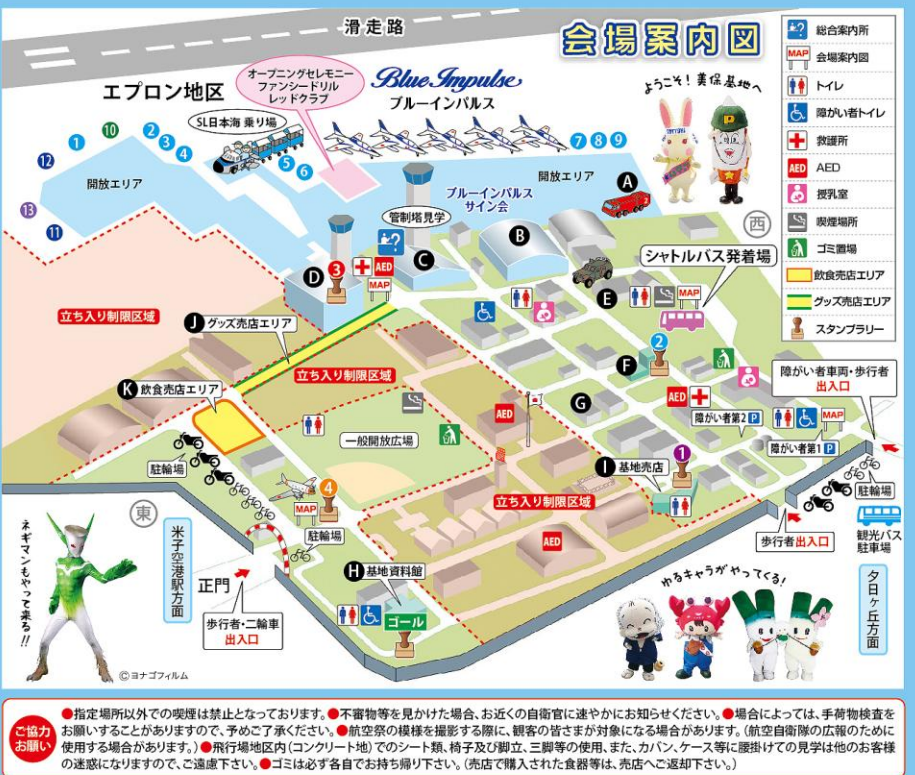 滑走路
会場案内図
エプロン地区
オープニングセレモニー
ファンシードリル
レッドクラブ
Blue Impulse
ブルーインパルス
ようこそ!美保基地へ
SL日本海 乗り場
10
2
3
4
1
12
13
11
5
6
7
8
9
開放エリア
開放エリア
ブルーインパルス
サイン会
管制塔見学
A
B
C
D
3
AED
MAP
西
シャトルバス発着場
E
MAP
2
F
G
J グッズ売店エリア
立ち入り制限区域
立ち入り制限区域
K 飲食売店エリア
一般開放広場
AED
AED
障がい者第2 P
MAP
障がい者第1 P
障がい者車両・歩行者
出入口
駐輪場
I 基地売店
1
立ち入り制限区域
AED
歩行者 出入口
駐輪場
観光バス
駐車場
夕日ヶ丘方面
東
4
MAP
駐輪場
米子空港駅方面
正門
歩行者・二輪車
出入口
H 基地資料館
ゴール
ネギマンもやって来る!!
©ヨナゴフィルム
ゆるキャラがやってくる!
総合案内所
MAP 会場案内図
トイレ
障がい者トイレ
救護所
AED AED
授乳室
喫煙場所
ゴミ置場
飲食売店エリア
グッズ売店エリア
スタンプラリー
ご協力
お願い
●指定場所以外での喫煙は禁止となっております。●不審物等を見かけた場合、お近くの自衛官に速やかにお知らせください。●場合によっては、手荷物検査を
お願いすることがありますので、予めご了承ください。●航空祭の模様を撮影する際に、観客の皆さまが対象になる場合があります。(航空自衛隊の広報のために
使用する場合があります。)●飛行場地区内(コンクリート地)でのシート類、椅子及び脚立、三脚等の使用、また、カバン、ケース等に腰掛けての見学は他のお客様
の迷惑になりますので、ご遠慮下さい。●ゴミは必ず各自でお持ち帰り下さい。(売店で購入された食器等は、売店へご返却下さい。)